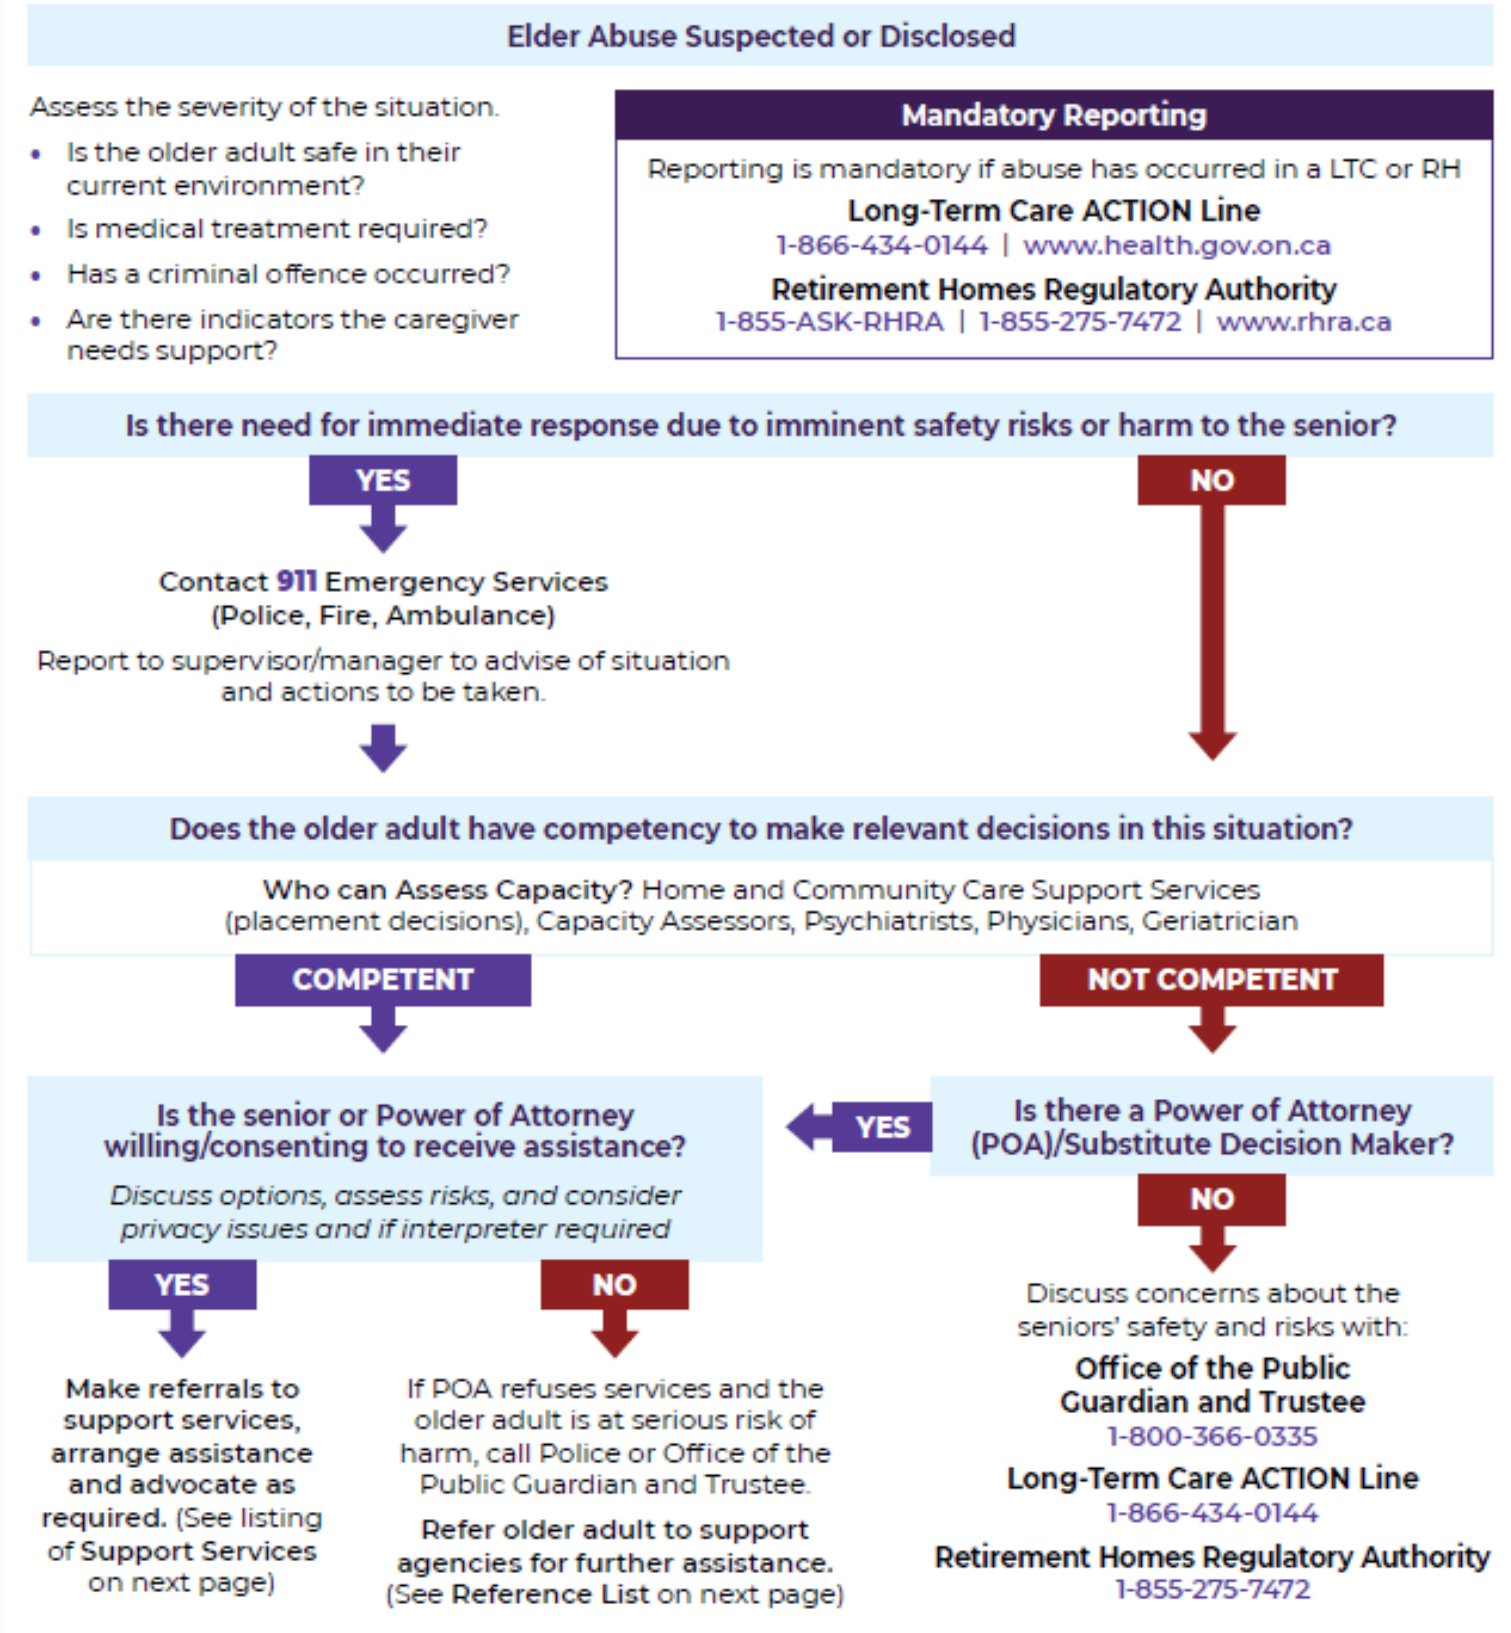 Elder Abuse Suspected or Disclosed
Assess the severity of the situation.
• Is the older adult safe in their
current environment?
• Is medical treatment required?
• Has a criminal offence occurred?
• Are there indicators the caregiver
needs support?
Mandatory Reporting
Reporting is mandatory if abuse has occurred in a LTC or RH
Long-Term Care ACTION Line
1-866-434-0144 | www.health.gov.on.ca
Retirement Homes Regulatory Authority
1-855-ASK-RHRA | 1-855-275-7472 | www.rhra.ca
Is there need for immediate response due to imminent safety risks or harm to the senior?
YES
NO
Contact 911 Emergency Services
(Police, Fire, Ambulance)
Report to supervisor/manager to advise of situation
and actions to be taken.
Does the older adult have competency to make relevant decisions in this situation?
Who can Assess Capacity? Home and Community Care Support Services
(placement decisions), Capacity Assessors, Psychiatrists, Physicians, Geriatrician
COMPETENT
NOT COMPETENT
Is the senior or Power of Attorney
willing/consenting to receive assistance?
Discuss options, assess risks, and consider
privacy issues and if interpreter required
YES
Is there a Power of Attorney
(POA)/Substitute Decision Maker?
YES
NO
NO
Make referrals to
support services,
arrange assistance
and advocate as
required. (See listing
of Support Services
on next page)
If POA refuses services and the
older adult is at serious risk of
harm, call Police or Office of the
Public Guardian and Trustee.
Refer older adult to support
agencies for further assistance.
(See Reference List on next page)
Discuss concerns about the
seniors' safety and risks with:
Office of the Public
Guardian and Trustee
1-800-366-0335
Long-Term Care ACTION Line
1-866-434-0144
Retirement Homes Regulatory Authority
1-855-275-7472